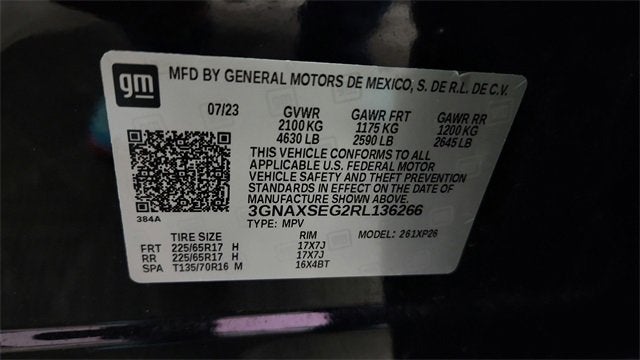 gm
MFD BY GENERAL MOTORS DE MEXICO, S. DE R.L. DE C.V.
07/23 GVWR GAWR FRT GAWR RR
2100 KG 1175 KG 1200 KG
4630 LB 2590 LB 2645 LB
THIS VEHICLE CONFORMS TO ALL
APPLICABLE U.S. FEDERAL MOTOR
VEHICLE SAFETY AND THEFT PREVENTION
STANDARDS IN EFFECT ON THE DATE OF
MANUFACTURE SHOWN ABOVE.
3GNAXSEG2RL136266
384A
TYPE: MPV MODEL: 261XP26
TIRE SIZE RIM
FRT 225/65R17 H 17X7J
RR 225/65R17 H 17X7J
SPA T135/70R16 M 16X4BT